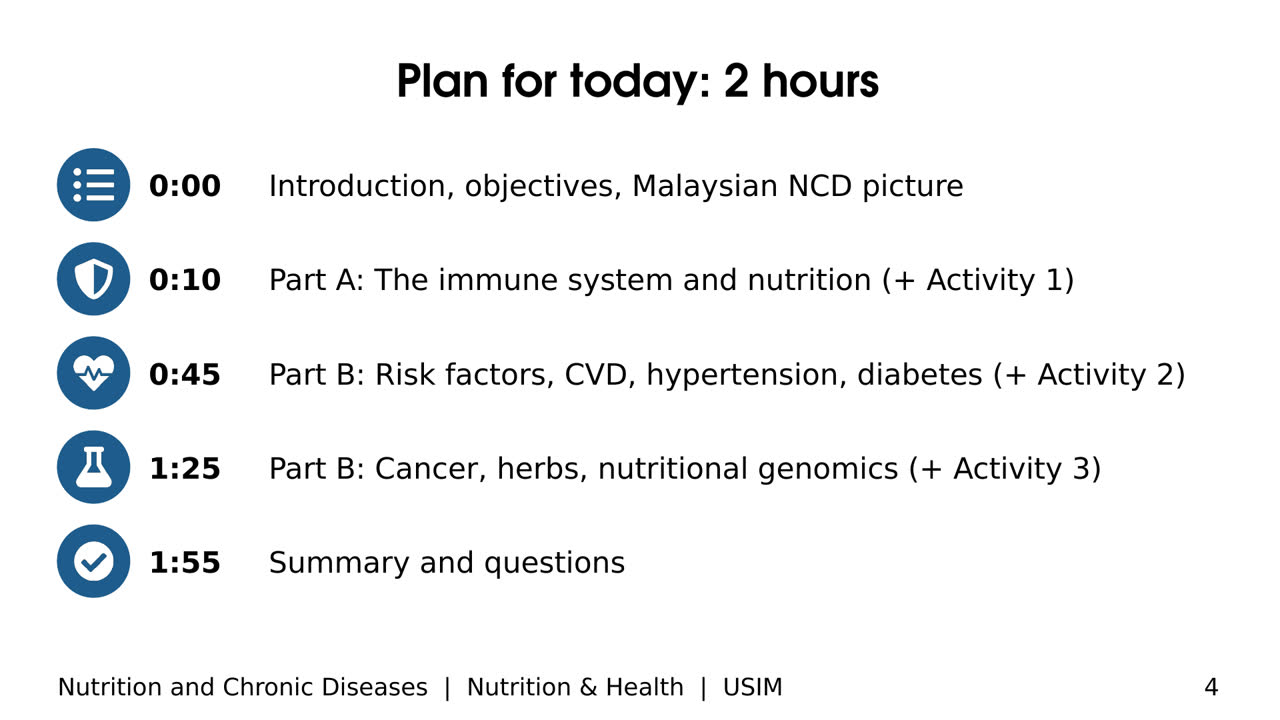 Plan for today: 2 hours
0:00 Introduction, objectives, Malaysian NCD picture
0:10 Part A: The immune system and nutrition (+ Activity 1)
0:45 Part B: Risk factors, CVD, hypertension, diabetes (+ Activity 2)
1:25 Part B: Cancer, herbs, nutritional genomics (+ Activity 3)
1:55 Summary and questions
Nutrition and Chronic Diseases | Nutrition & Health | USIM 4